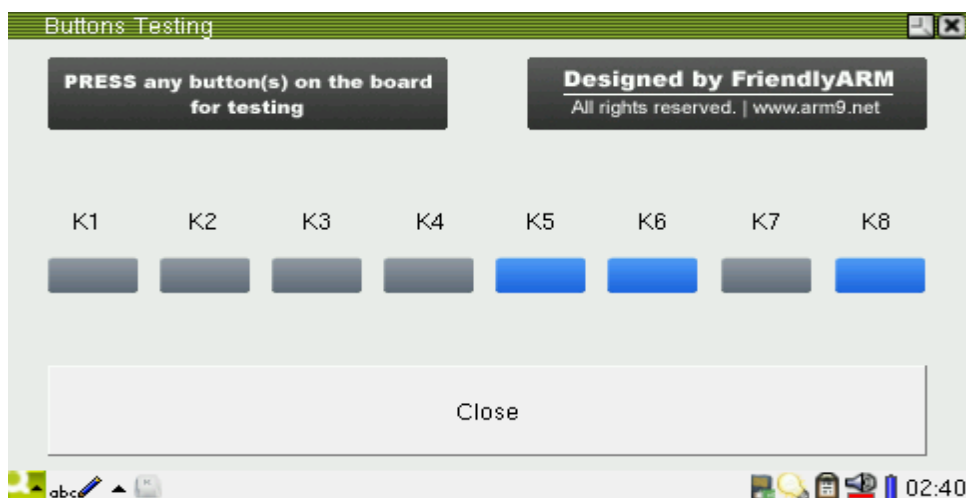 Buttons Testing
PRESS any button(s) on the board
for testing
Designed by FriendlyARM
All rights reserved. | www.arm9.net
K1 K2 K3 K4 K5 K6 K7 K8
Close
abc 02:40